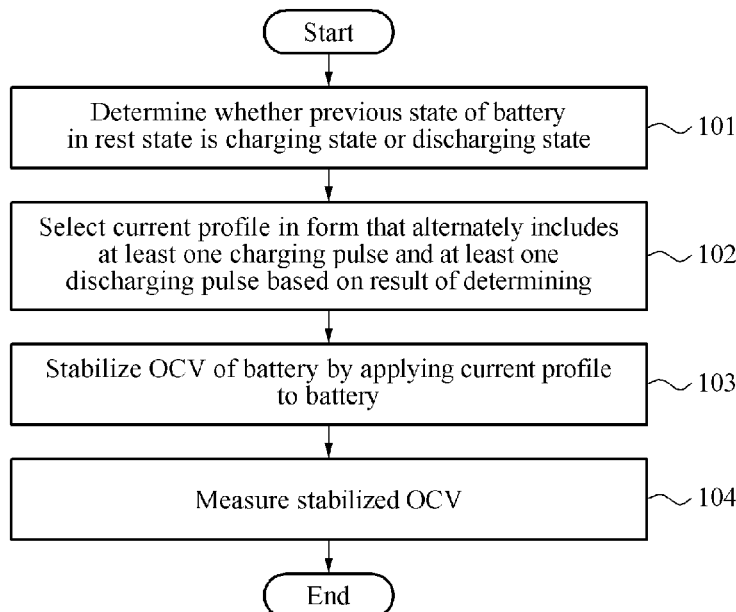 Start
Determine whether previous state of battery
in rest state is charging state or discharging state
101
Select current profile in form that alternately includes
at least one charging pulse and at least one
discharging pulse based on result of determining
102
Stabilize OCV of battery by applying current profile
to battery
103
Measure stabilized OCV
104
End